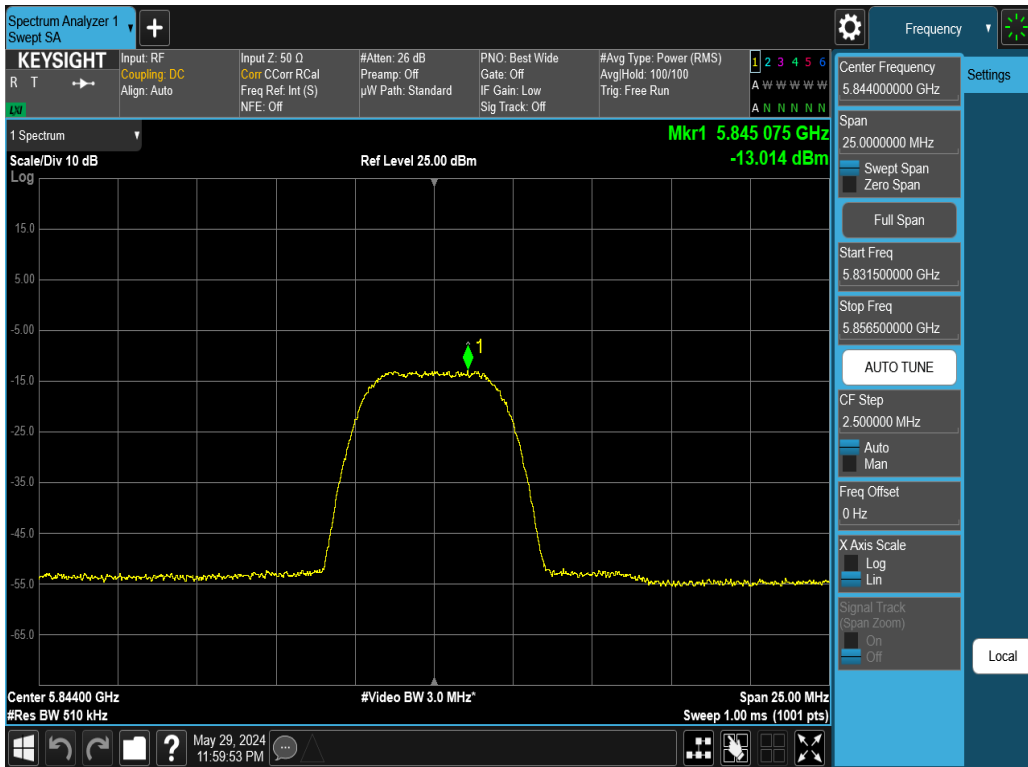 Spectrum Analyzer 1
Swept SA
+
Frequency
KEYSIGHT
R T
LXI
Input: RF
Coupling: DC
Align: Auto
Input Z: 50 Ω
Corr CCorr RCal
Freq Ref: Int (S)
NFE: Off
#Atten: 26 dB
Preamp: Off
µW Path: Standard
PNO: Best Wide
Gate: Off
IF Gain: Low
Sig Track: Off
#Avg Type: Power (RMS)
Avg|Hold: 100/100
Trig: Free Run
1 2 3 4 5 6
A W W W W W
A N N N N N
1 Spectrum
Mkr1 5.845 075 GHz
-13.014 dBm
Scale/Div 10 dB
Ref Level 25.00 dBm
Log
15.0
5.00
-5.00
1
-15.0
-25.0
-35.0
-45.0
-55.0
-65.0
Center 5.84400 GHz
#Video BW 3.0 MHz*
Span 25.00 MHz
#Res BW 510 kHz
Sweep 1.00 ms (1001 pts)
Center Frequency
5.844000000 GHz
Settings
Span
25.0000000 MHz
Swept Span
Zero Span
Full Span
Start Freq
5.831500000 GHz
Stop Freq
5.856500000 GHz
AUTO TUNE
CF Step
2.500000 MHz
Auto
Man
Freq Offset
0 Hz
X Axis Scale
Log
Lin
Signal Track
(Span Zoom)
On
Off
Local
?
May 29, 2024
11:59:53 PM